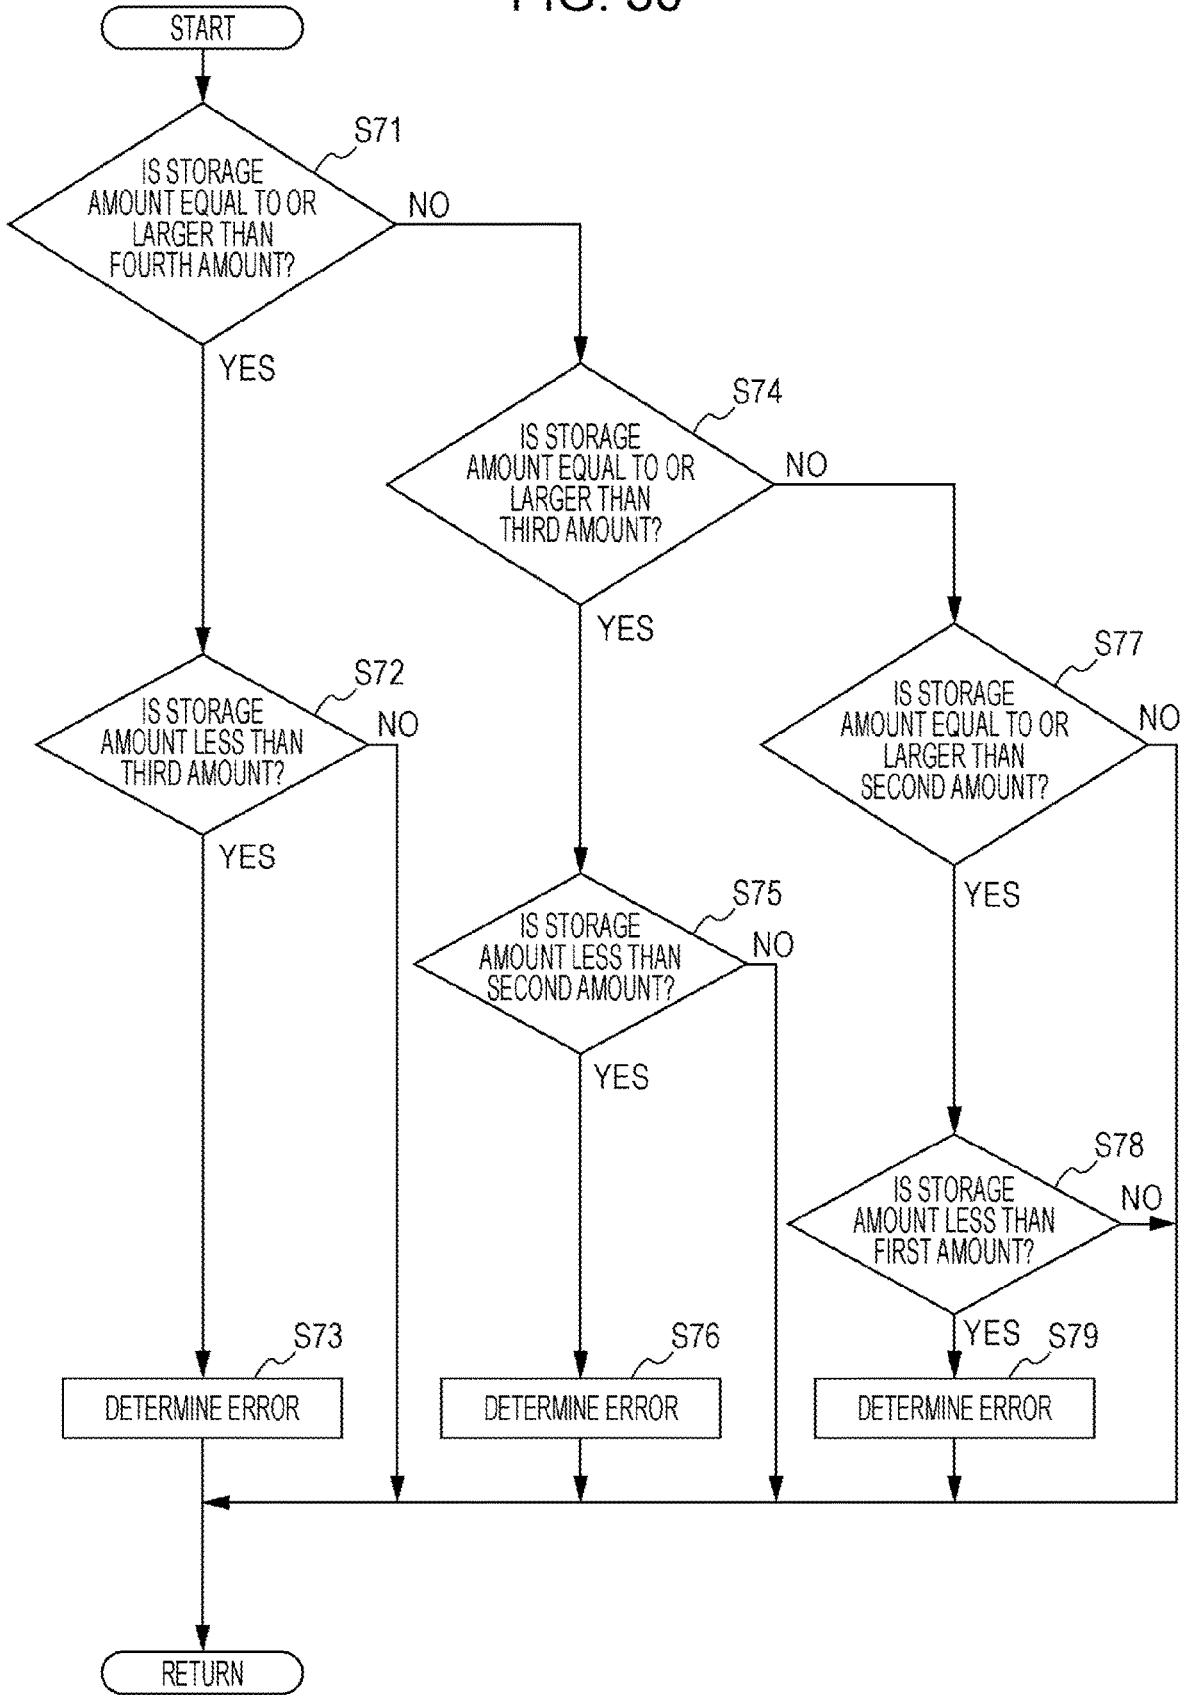 START
S71
IS STORAGE
AMOUNT EQUAL TO OR
LARGER THAN
FOURTH AMOUNT?
NO
YES
S74
IS STORAGE
AMOUNT EQUAL TO OR
LARGER THAN
THIRD AMOUNT?
NO
YES
S77
IS STORAGE
AMOUNT EQUAL TO OR
LARGER THAN
SECOND AMOUNT?
NO
YES
S72
IS STORAGE
AMOUNT LESS THAN
THIRD AMOUNT?
NO
YES
S75
IS STORAGE
AMOUNT LESS THAN
SECOND AMOUNT?
NO
YES
S78
IS STORAGE
AMOUNT LESS THAN
FIRST AMOUNT?
NO
YES
S73
DETERMINE ERROR
S76
DETERMINE ERROR
S79
DETERMINE ERROR
RETURN